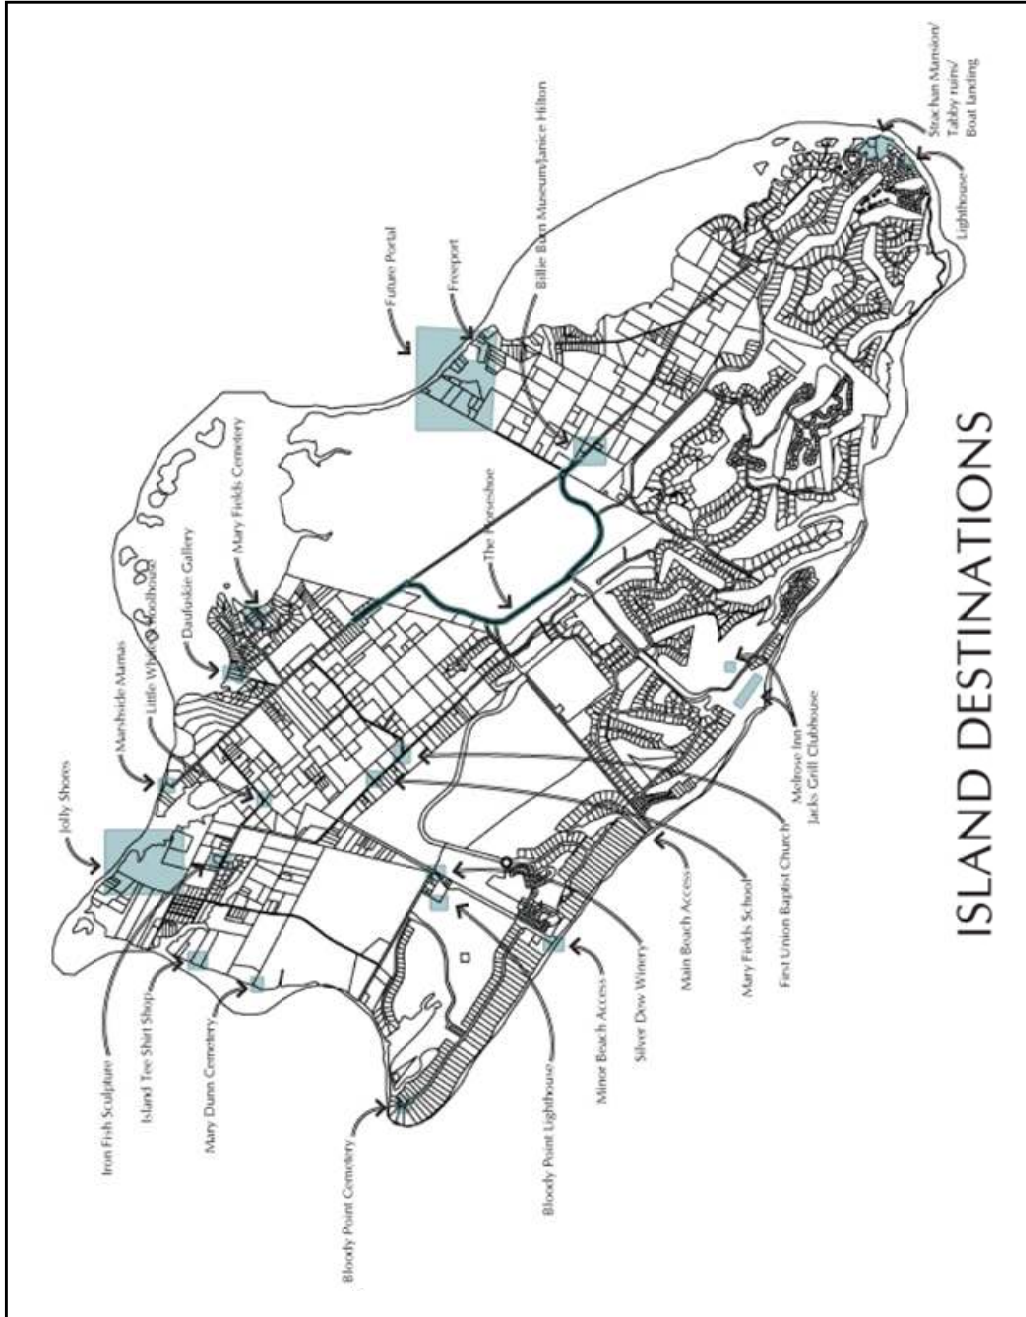 Strachan Mansion/
Tabby ruins/
Boat landing
Lighthouse
Billie Burn Museum/Janice Hilton
Freeport
Future Portal
The Horseshoe
Mary Fields Cemetery
Daufuskie Gallery
Little White Schoolhouse
Marshside Mamas
Jolly Shores
Iron Fish Sculpture
Island Tee Shirt Shop
Mary Dunn Cemetery
Bloody Point Cemetery
Bloody Point Lighthouse
Minor Beach Access
Silver Dew Winery
Main Beach Access
Mary Fields School
First Union Baptist Church
Melrose Inn
Jacks Grill Clubhouse
ISLAND DESTINATIONS